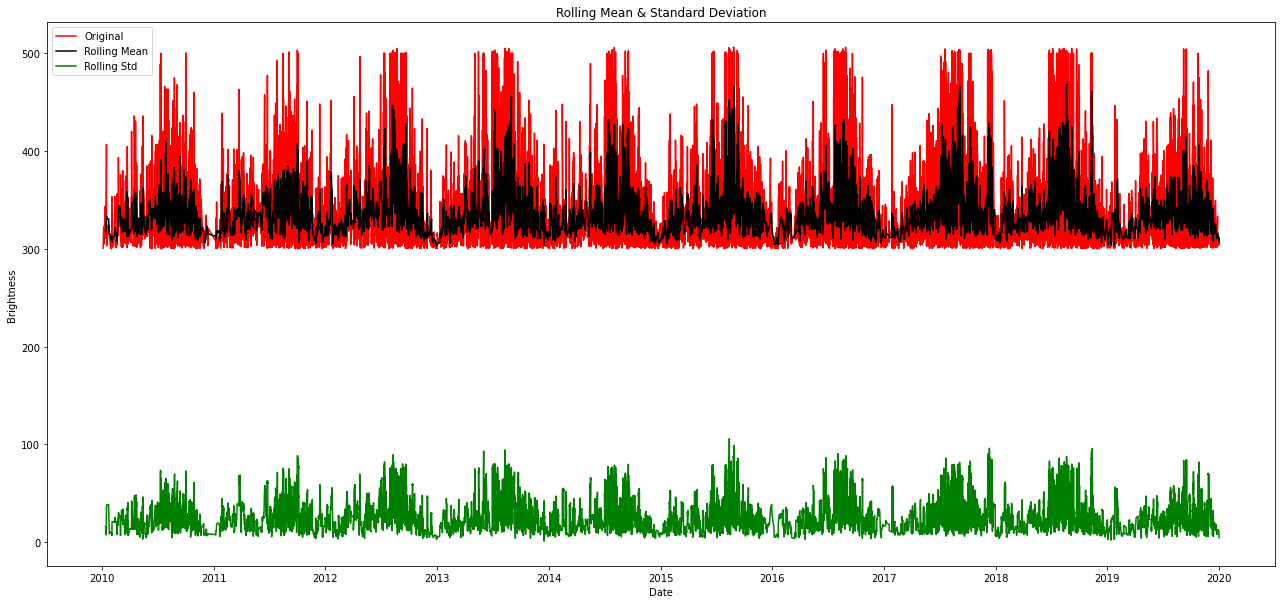 Rolling Mean & Standard Deviation
Original
Rolling Mean
Rolling Std
500
400
300
200
100
0
Brightness
2010 2011 2012 2013 2014 2015 2016 2017 2018 2019 2020
Date